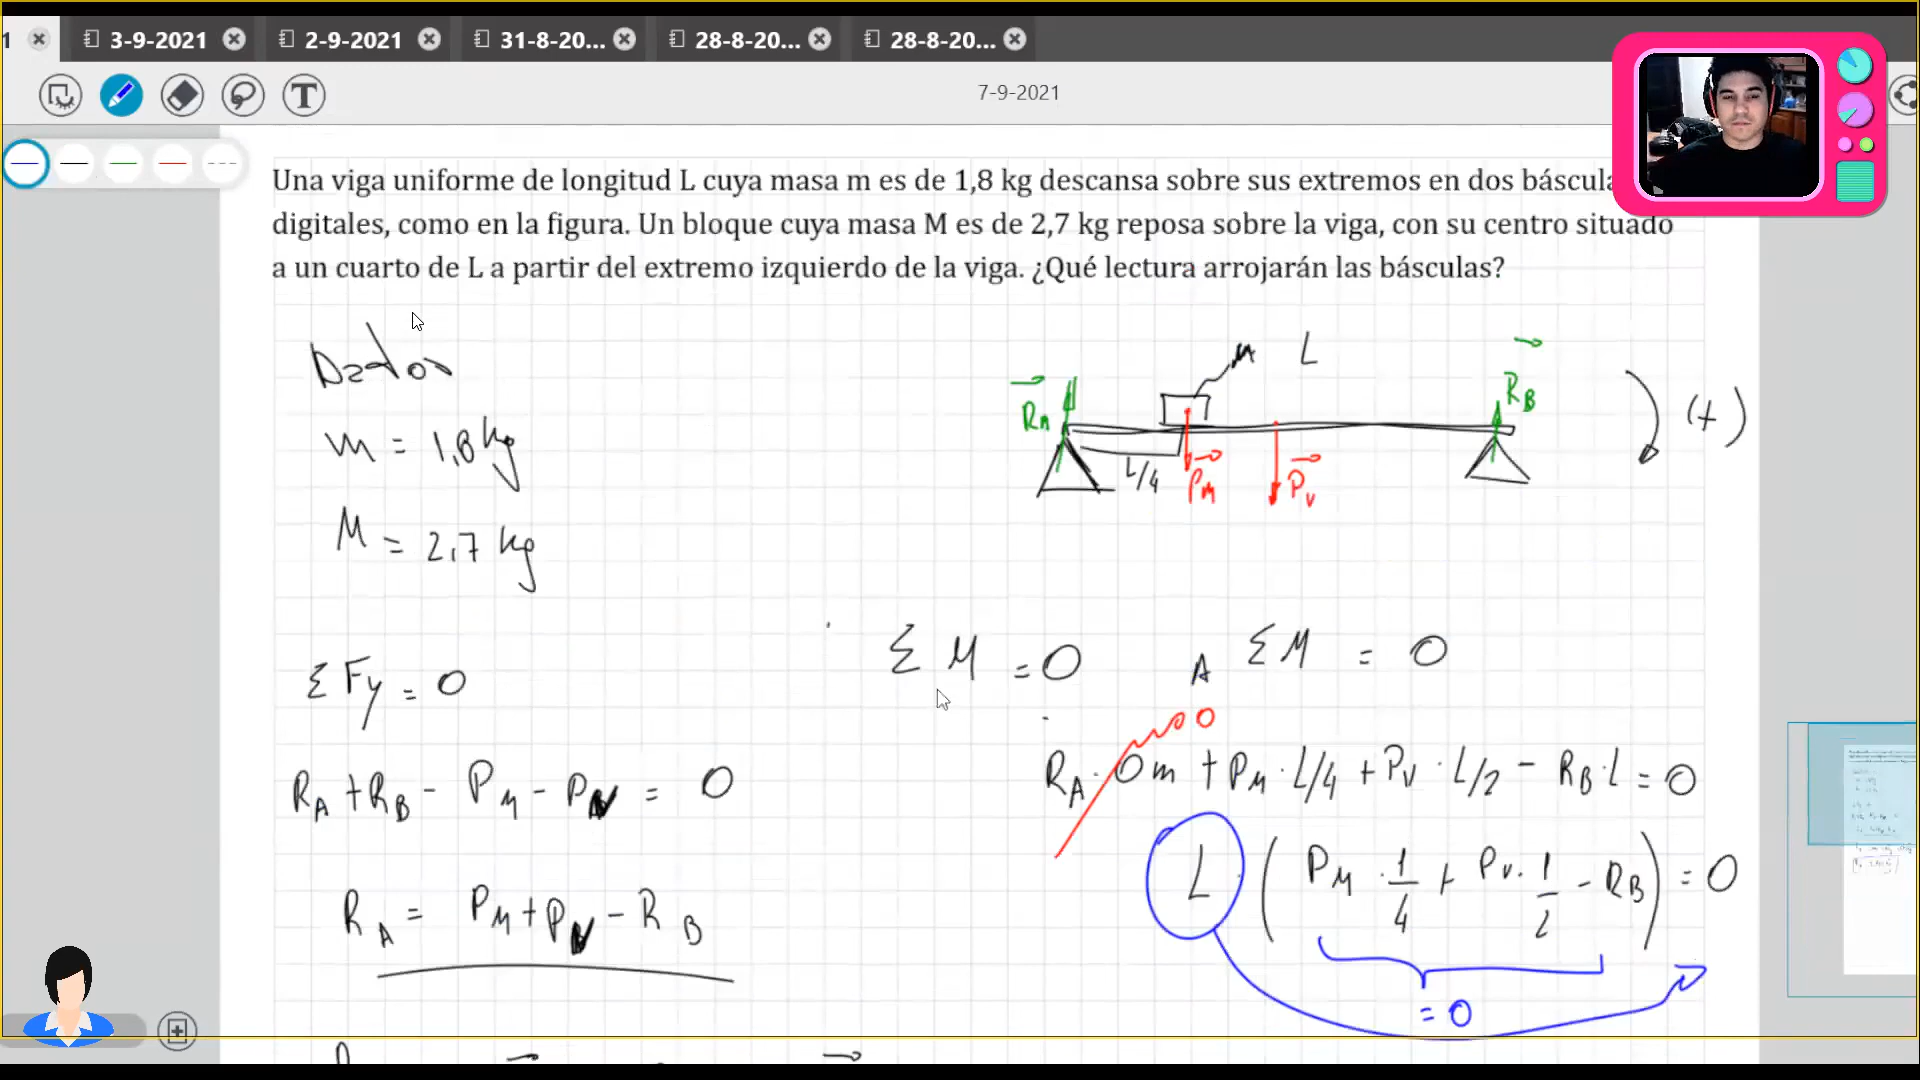 1 3-9-2021 2-9-2021 31-8-20... 28-8-20... 28-8-20...
T 7-9-2021
Una viga uniforme de longitud L cuya masa m es de 1,8 kg descansa sobre sus extremos en dos báscula
digitales, como en la figura. Un bloque cuya masa M es de 2,7 kg reposa sobre la viga, con su centro situado
a un cuarto de L a partir del extremo izquierdo de la viga. ¿Qué lectura arrojarán las básculas?
Datos
m = 1,8 kg
M = 2,7 kg
M L
R_A R_B (+)
L/4 P_M P_V
ΣFy = 0
ΣM = 0
A ΣM = 0
0
R_A + R_B - P_M - P_V = 0
R_A · 0m + P_M · L/4 + P_V · L/2 - R_B · L = 0
R_A = P_M + P_V - R_B
L ( P_M · 1/4 + P_V · 1/2 - R_B ) = 0
= 0